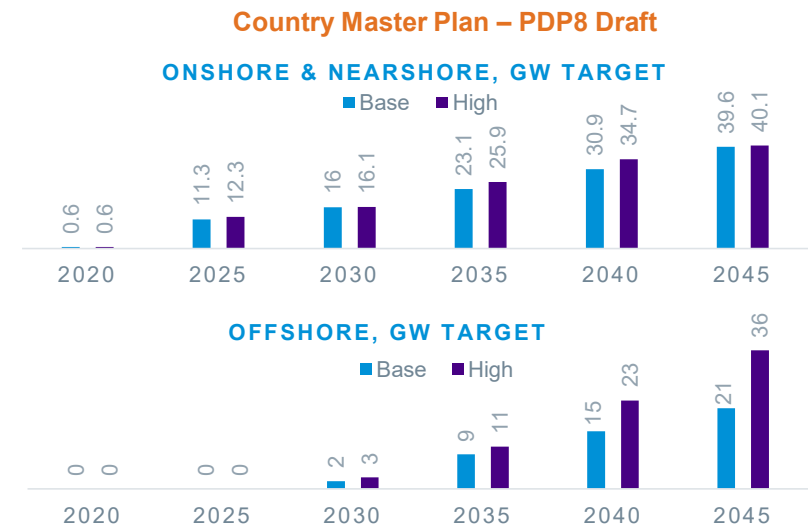 Country Master Plan – PDP8 Draft
ONSHORE & NEARSHORE, GW TARGET
Base High
0.6 0.6 11.3 12.3 16 16.1 23.1 25.9 30.9 34.7 39.6 40.1
2020 2025 2030 2035 2040 2045
OFFSHORE, GW TARGET
Base High
0 0 0 0 2 3 9 11 15 23 21 36
2020 2025 2030 2035 2040 2045